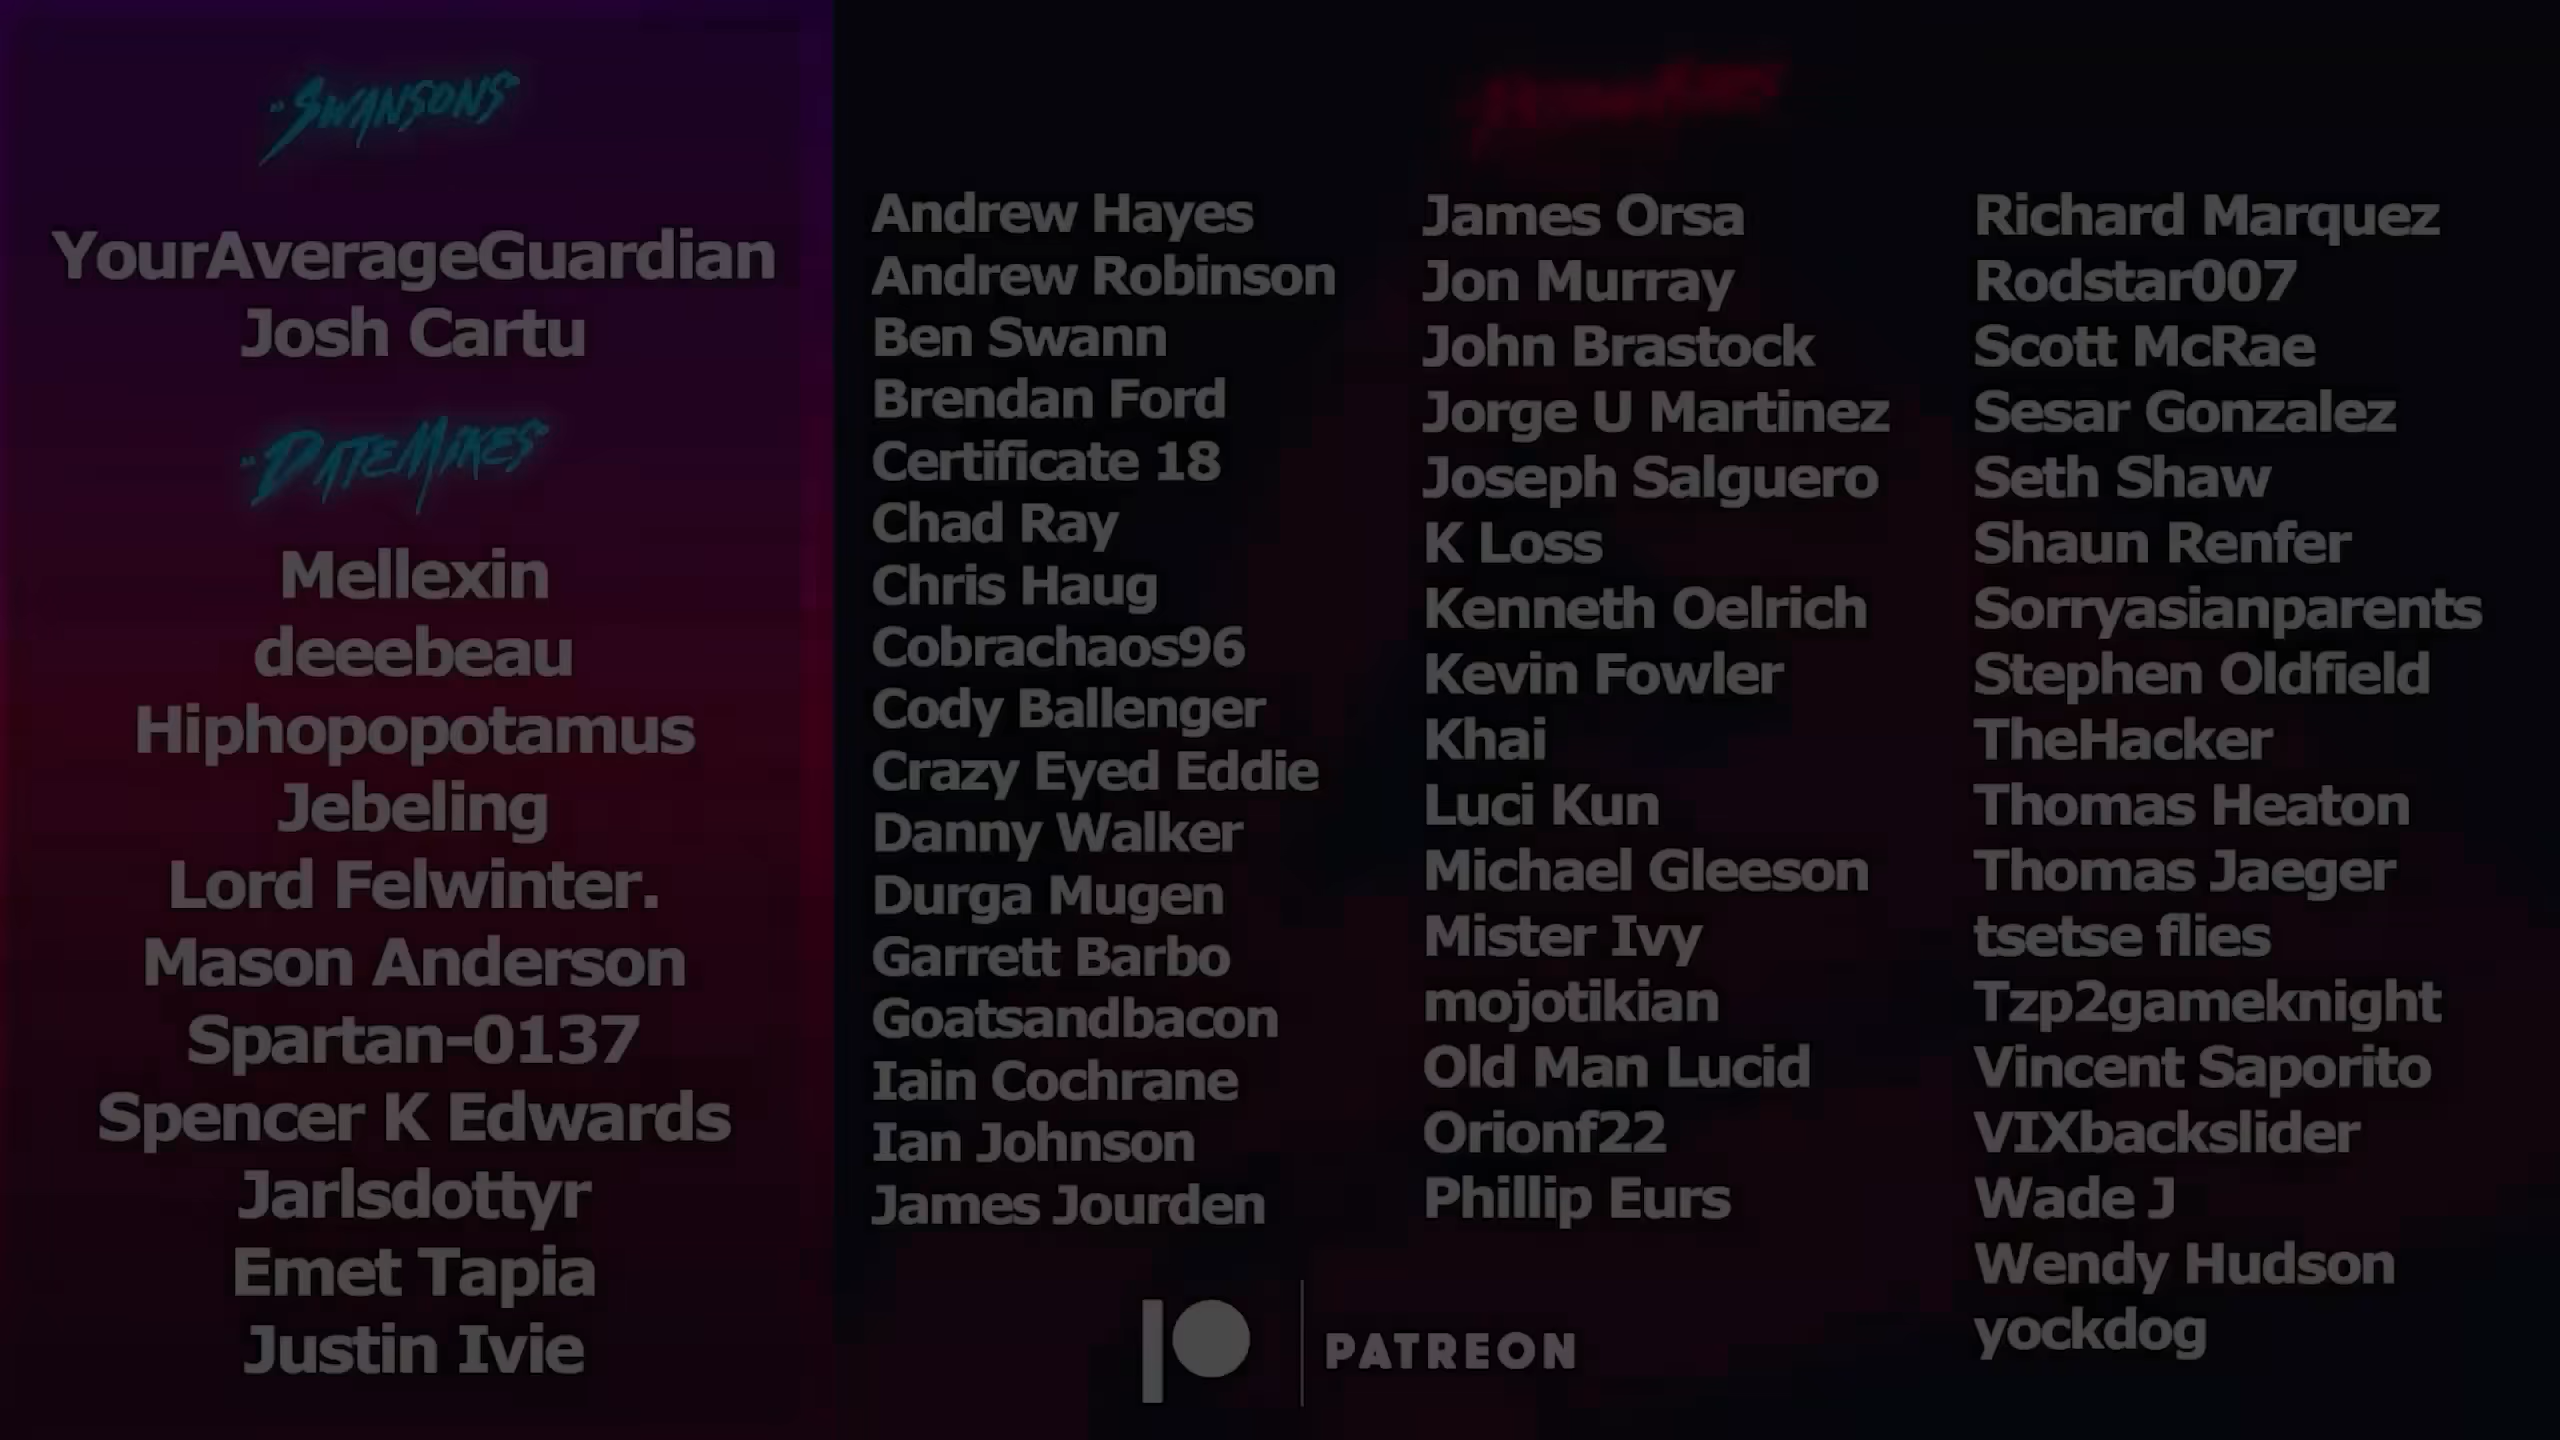 "Swansons"
YourAverageGuardian
Josh Cartu
"DateMikes"
Mellexin
deeebeau
Hiphopopotamus
Jebeling
Lord Felwinter.
Mason Anderson
Spartan-0137
Spencer K Edwards
Jarlsdottyr
Emet Tapia
Justin Ivie
Andrew Hayes
Andrew Robinson
Ben Swann
Brendan Ford
Certificate 18
Chad Ray
Chris Haug
Cobrachaos96
Cody Ballenger
Crazy Eyed Eddie
Danny Walker
Durga Mugen
Garrett Barbo
Goatsandbacon
Iain Cochrane
Ian Johnson
James Jourden
James Orsa
Jon Murray
John Brastock
Jorge U Martinez
Joseph Salguero
K Loss
Kenneth Oelrich
Kevin Fowler
Khai
Luci Kun
Michael Gleeson
Mister Ivy
mojotikian
Old Man Lucid
Orionf22
Phillip Eurs
Richard Marquez
Rodstar007
Scott McRae
Sesar Gonzalez
Seth Shaw
Shaun Renfer
Sorryasianparents
Stephen Oldfield
TheHacker
Thomas Heaton
Thomas Jaeger
tsetse flies
Tzp2gameknight
Vincent Saporito
VIXbackslider
Wade J
Wendy Hudson
yockdog
PATREON